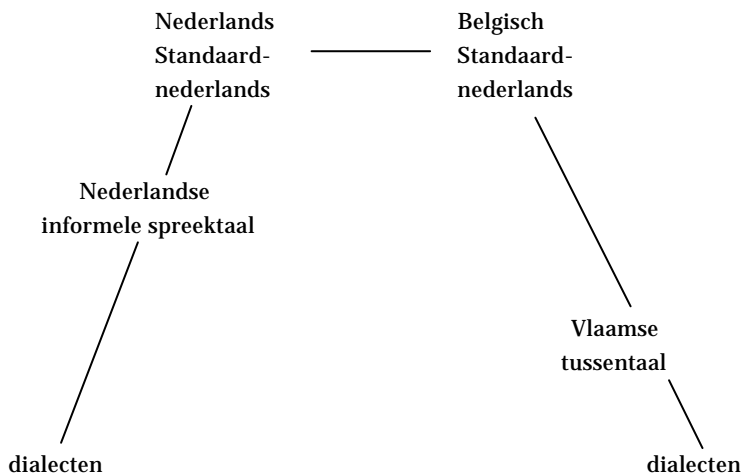 Nederlands
Standaard-
nederlands
Belgisch
Standaard-
nederlands
Nederlandse
informele spreektaal
Vlaamse
tussentaal
dialecten
dialecten